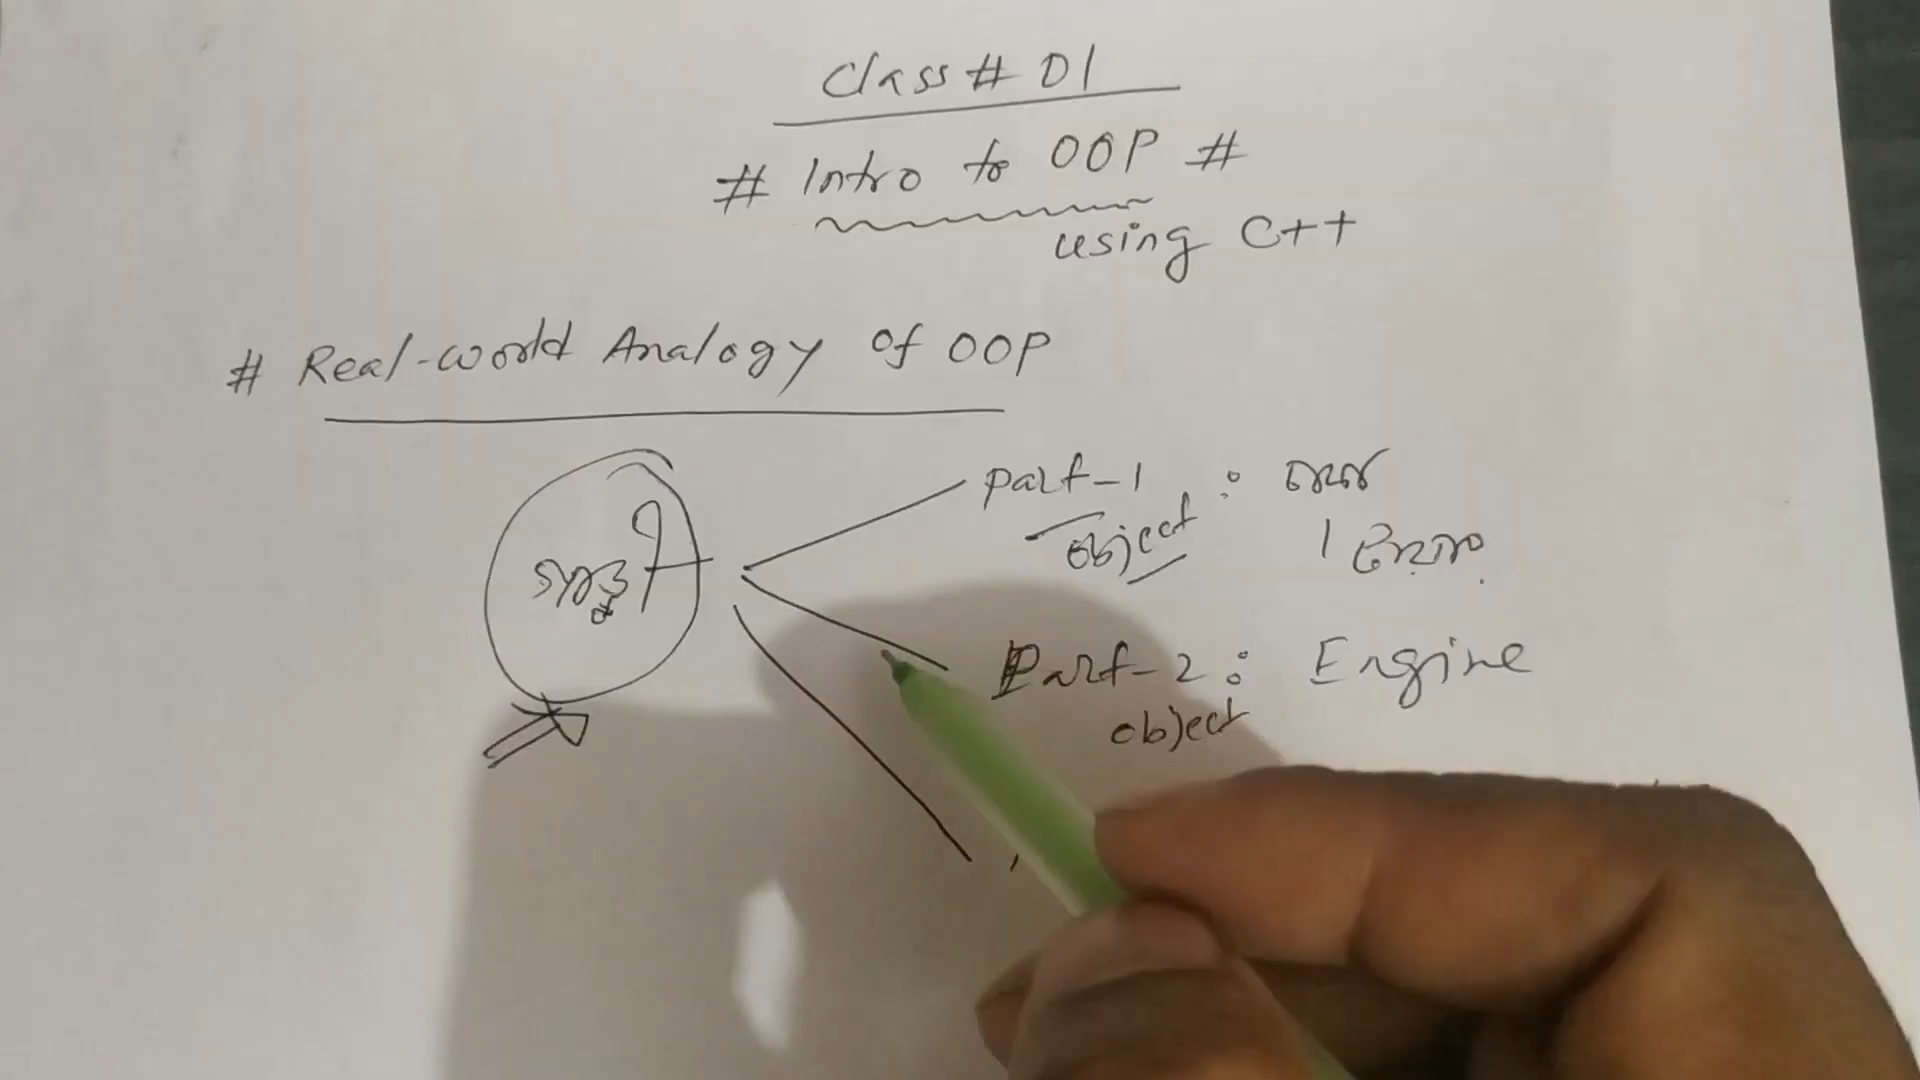 Class # 01
# Intro to OOP #
using C++
# Real-world Analogy of OOP
Part-1 :
object
Part-2 : Engine
object